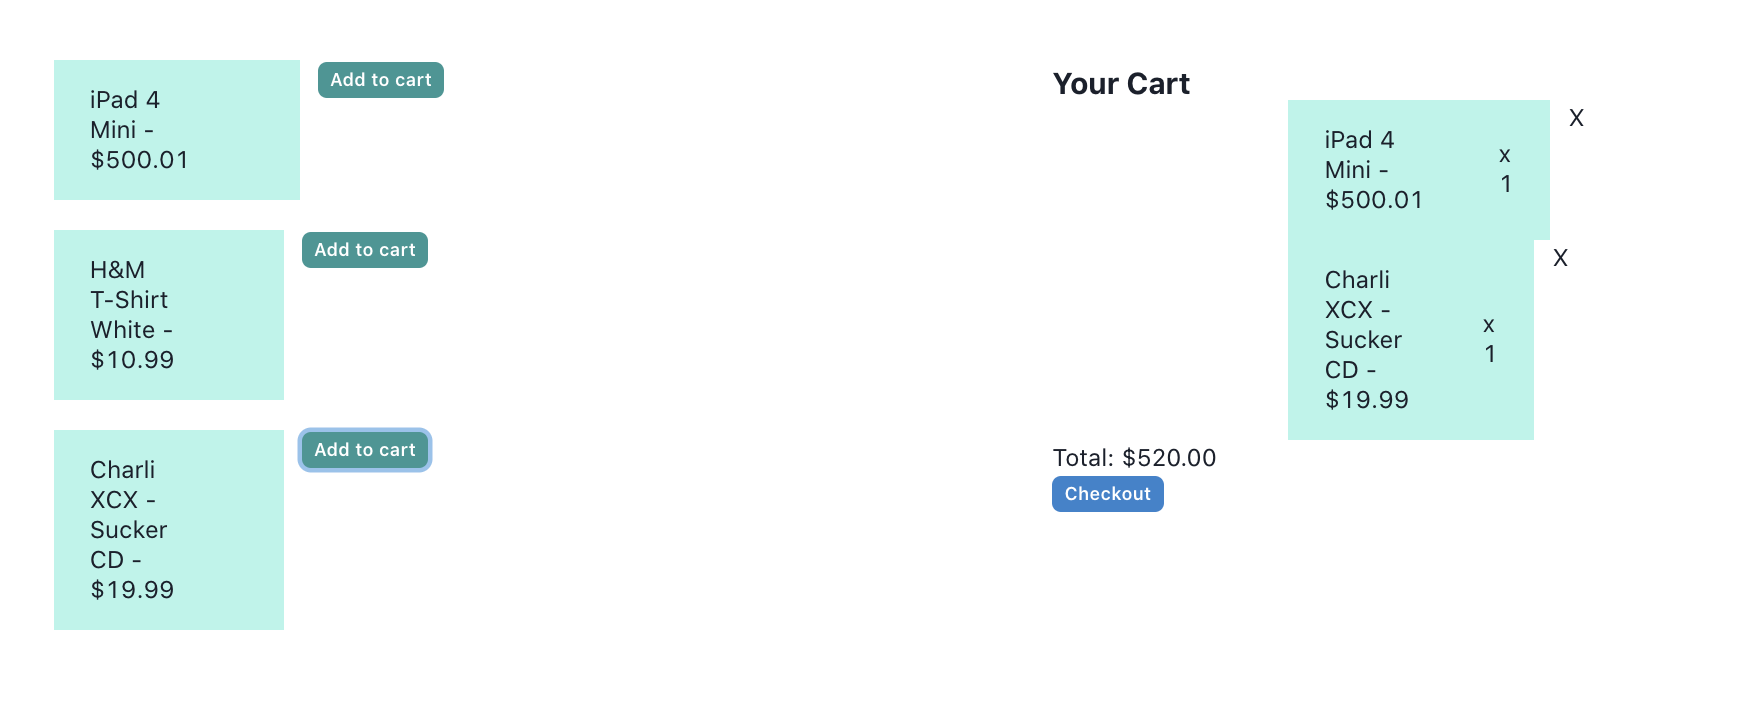 iPad 4
Mini -
$500.01
Add to cart
H&M
T-Shirt
White -
$10.99
Add to cart
Charli
XCX -
Sucker
CD -
$19.99
Add to cart
Your Cart
iPad 4
Mini -
$500.01
x
1
X
Charli
XCX -
Sucker
CD -
$19.99
x
1
X
Total: $520.00
Checkout